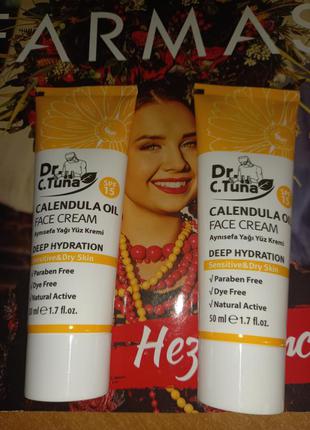 FARMAS
Dr.
C.Tuna
SPF
15
CALENDULA OIL
FACE CREAM
Aynısefa Yağı Yüz Kremi
DEEP HYDRATION
Sensitive&Dry Skin
√ Paraben Free
√ Dye Free
√ Natural Active
50 ml e 1.7 fl.oz.
Dr.
C.Tuna
SPF
15
CALENDULA OIL
FACE CREAM
Aynısefa Yağı Yüz Kremi
DEEP HYDRATION
Sensitive&Dry Skin
√ Paraben Free
√ Dye Free
√ Natural Active
50 ml e 1.7 fl.oz.
Нез